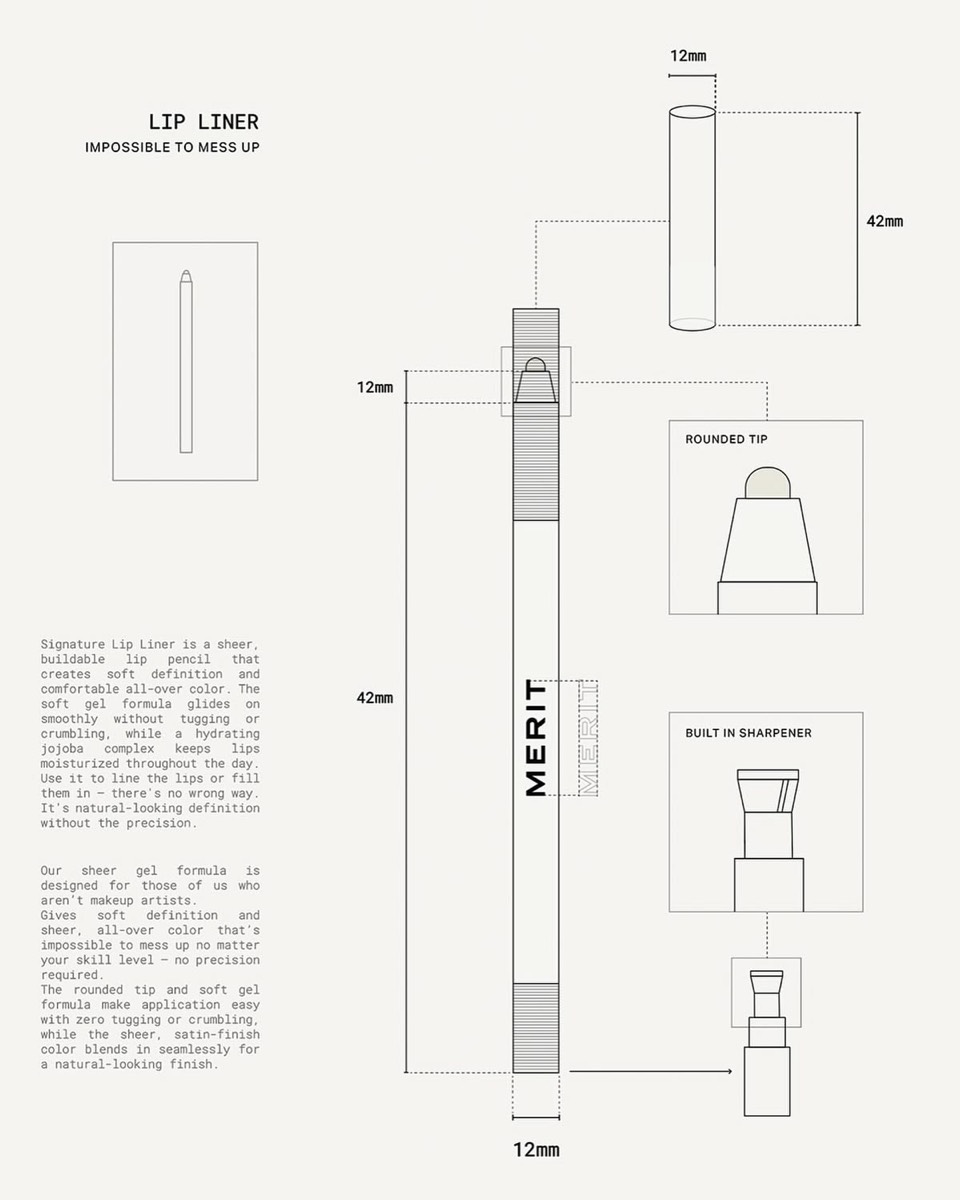 LIP LINER
IMPOSSIBLE TO MESS UP
12mm
42mm
12mm
ROUNDED TIP
42mm
MERIT
MERIT
BUILT IN SHARPENER
12mm
Signature Lip Liner is a sheer,
buildable lip pencil that
creates soft definition and
comfortable all-over color. The
soft gel formula glides on
smoothly without tugging or
crumbling, while a hydrating
jojoba complex keeps lips
moisturized throughout the day.
Use it to line the lips or fill
them in — there's no wrong way.
It's natural-looking definition
without the precision.
Our sheer gel formula is
designed for those of us who
aren't makeup artists.
Gives soft definition and
sheer, all-over color that's
impossible to mess up no matter
your skill level — no precision
required.
The rounded tip and soft gel
formula make application easy
with zero tugging or crumbling,
while the sheer, satin-finish
color blends in seamlessly for
a natural-looking finish.